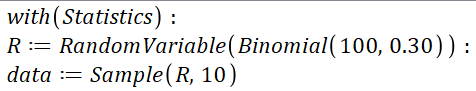 with(Statistics) :
R := RandomVariable(Binomial(100, 0.30)) :
data := Sample(R, 10)